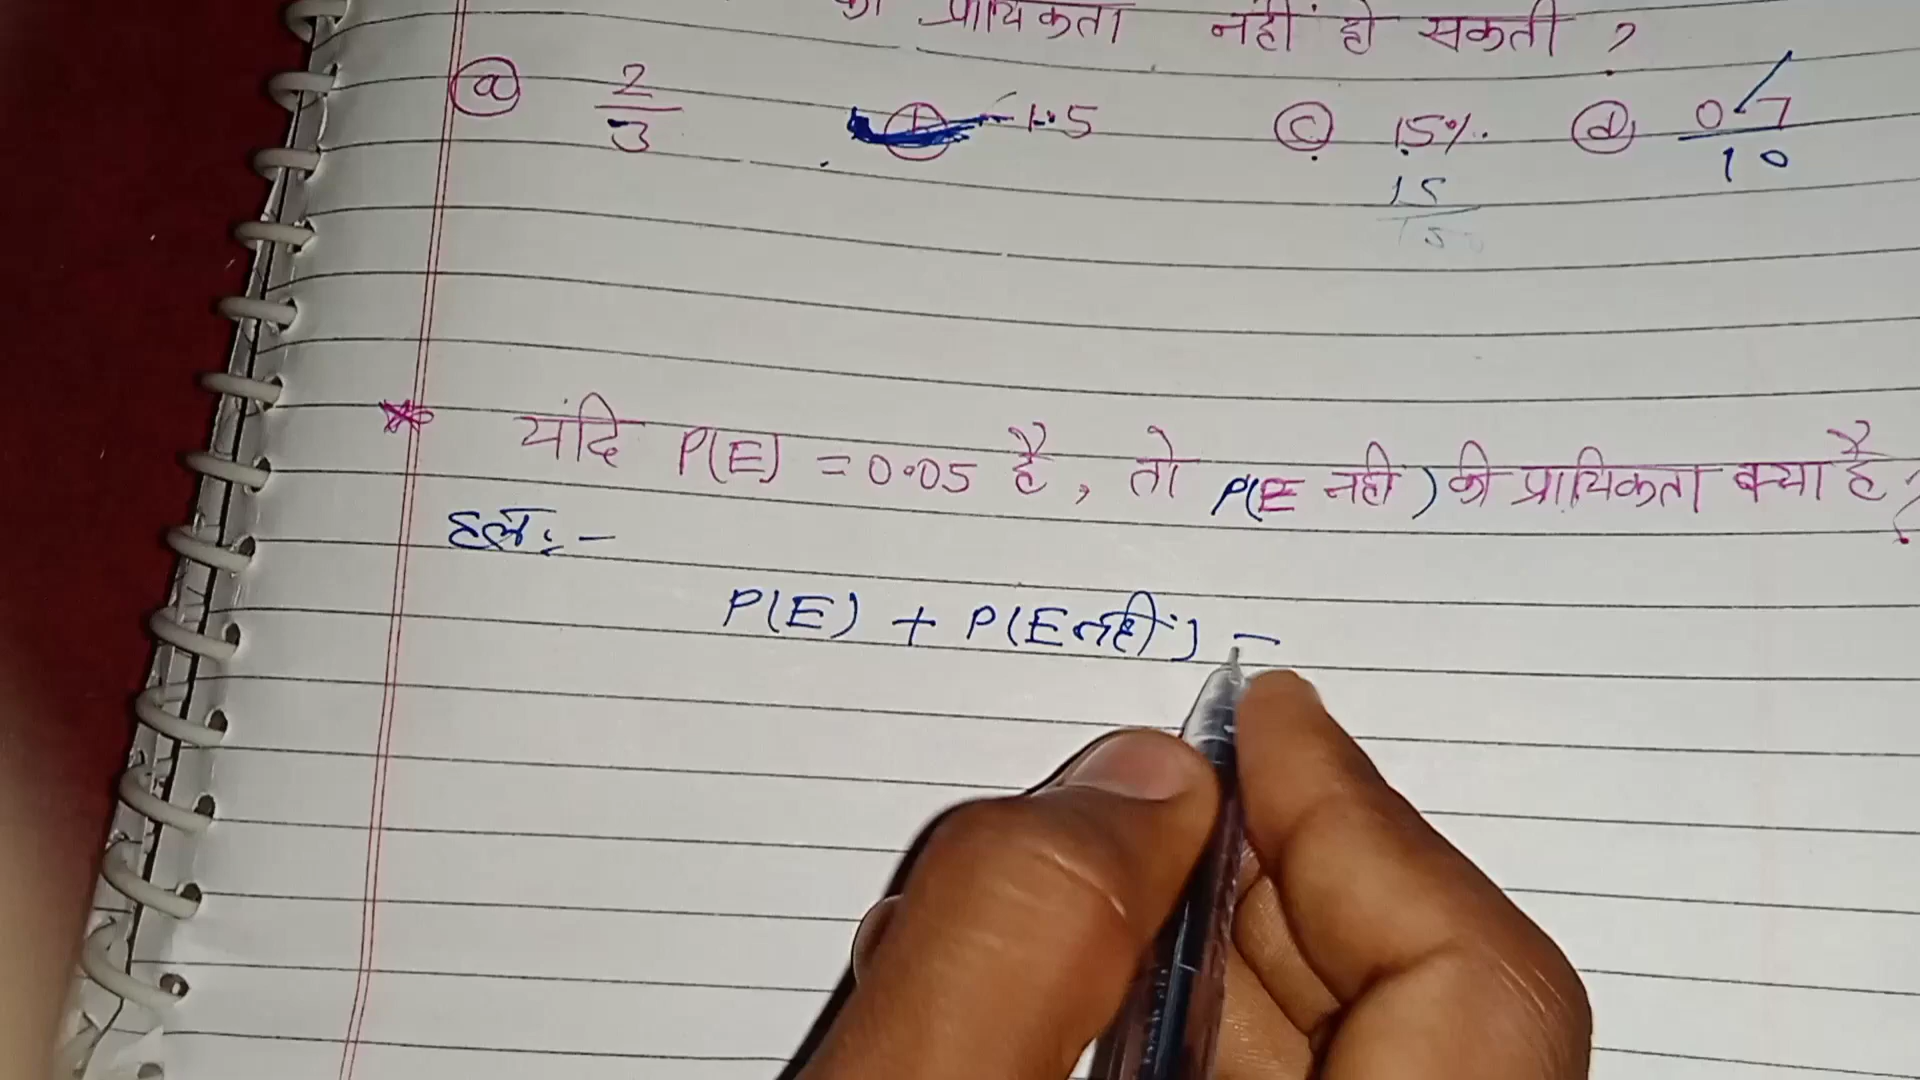 की प्रायिकता नहीं हो सकती ?
ⓐ 2/3 ⓑ -1.5 ⓒ 15% ⓓ 0.7/10
15
यदि P(E) = 0.05 है, तो P(E नही) की प्रायिकता क्या है ?
हल:-
P(E) + P(E नहीं) =